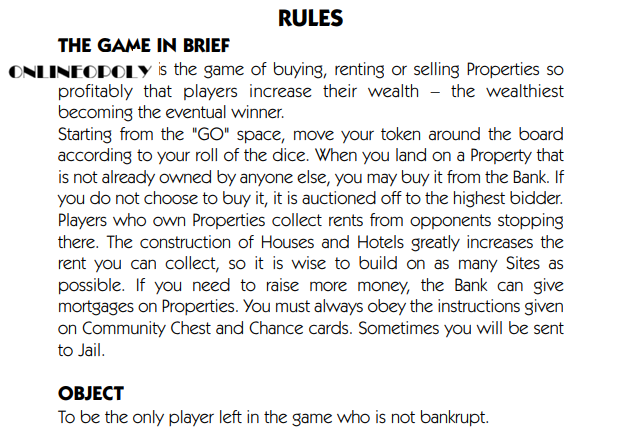 RULES
THE GAME IN BRIEF
ONLINEOPOLY is the game of buying, renting or selling Properties so
profitably that players increase their wealth – the wealthiest
becoming the eventual winner.
Starting from the "GO" space, move your token around the board
according to your roll of the dice. When you land on a Property that
is not already owned by anyone else, you may buy it from the Bank. If
you do not choose to buy it, it is auctioned off to the highest bidder.
Players who own Properties collect rents from opponents stopping
there. The construction of Houses and Hotels greatly increases the
rent you can collect, so it is wise to build on as many Sites as
possible. If you need to raise more money, the Bank can give
mortgages on Properties. You must always obey the instructions given
on Community Chest and Chance cards. Sometimes you will be sent
to Jail.
OBJECT
To be the only player left in the game who is not bankrupt.